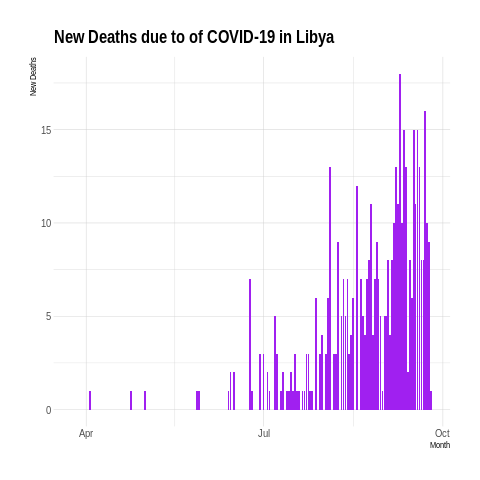 New Deaths due to of COVID-19 in Libya
New Deaths
15
10
5
0
Apr
Jul
Oct
Month